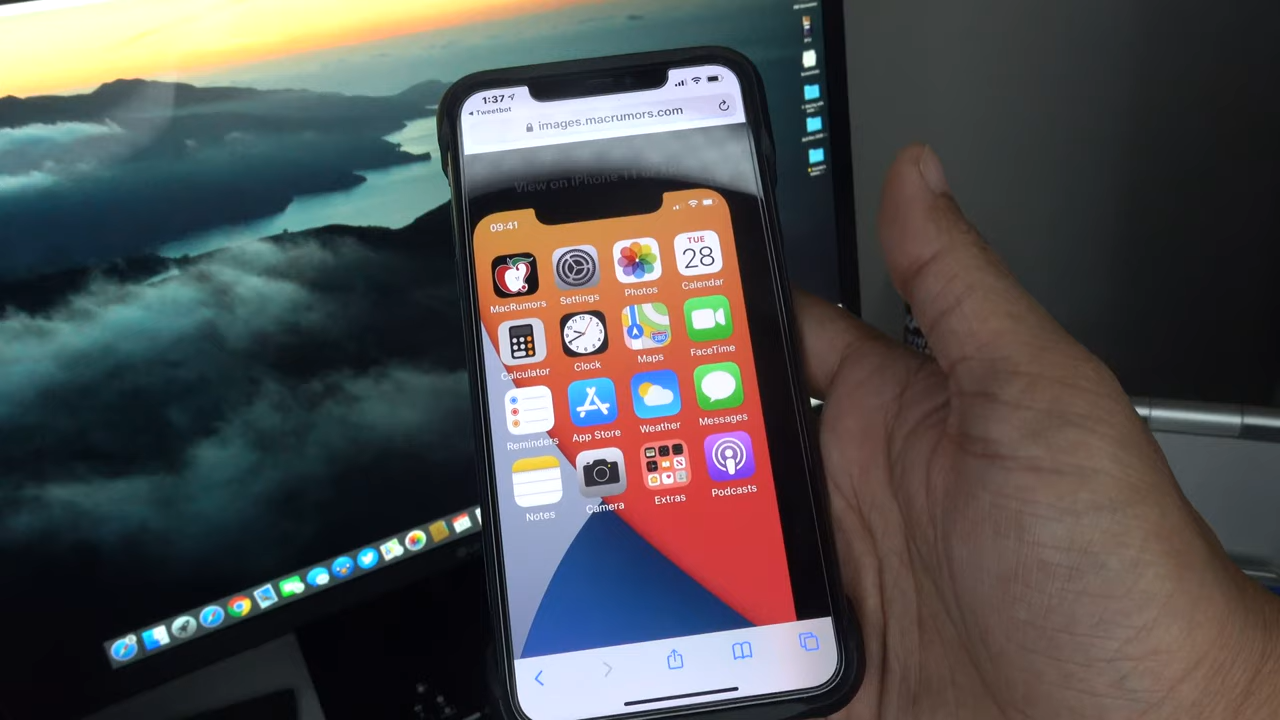 1:37
Tweetbot
images.macrumors.com
View on iPhone 11 or XR
09:41
MacRumors
Settings
Photos
TUE
28
Calendar
Calculator
Clock
Maps
FaceTime
Reminders
App Store
Weather
Messages
Notes
Camera
Extras
Podcasts